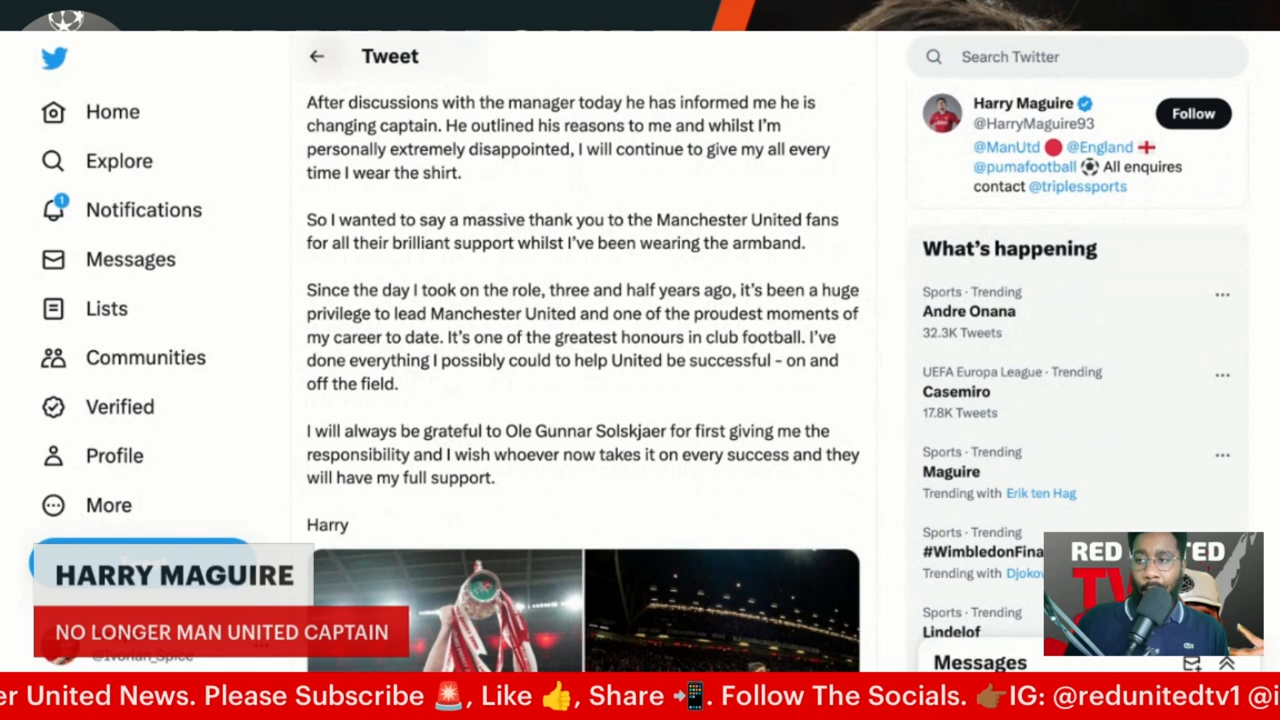 Tweet
Search Twitter
Home
Explore
1
Notifications
Messages
Lists
Communities
Verified
Profile
More
After discussions with the manager today he has informed me he is
changing captain. He outlined his reasons to me and whilst I'm
personally extremely disappointed, I will continue to give my all every
time I wear the shirt.
So I wanted to say a massive thank you to the Manchester United fans
for all their brilliant support whilst I've been wearing the armband.
Since the day I took on the role, three and half years ago, it's been a huge
privilege to lead Manchester United and one of the proudest moments of
my career to date. It's one of the greatest honours in club football. I've
done everything I possibly could to help United be successful - on and
off the field.
I will always be grateful to Ole Gunnar Solskjaer for first giving me the
responsibility and I wish whoever now takes it on every success and they
will have my full support.
Harry
Harry Maguire
@HarryMaguire93
Follow
@ManUtd 🔴 @England 🏴󠁧󠁢󠁥󠁮󠁧󠁿
@pumafootball ⚽ All enquires
contact @triplessports
What's happening
Sports · Trending
Andre Onana
32.3K Tweets
UEFA Europa League · Trending
Casemiro
17.8K Tweets
Sports · Trending
Maguire
Trending with Erik ten Hag
Sports · Trending
#WimbledonFina
Trending with Djokov
Sports · Trending
Lindelof
Messages
HARRY MAGUIRE
NO LONGER MAN UNITED CAPTAIN
@Ivorian_Spice
RED
TED
TV
er United News. Please Subscribe 🚨, Like 👍, Share 📲. Follow The Socials. 👉🏾IG: @redunitedtv1 @i